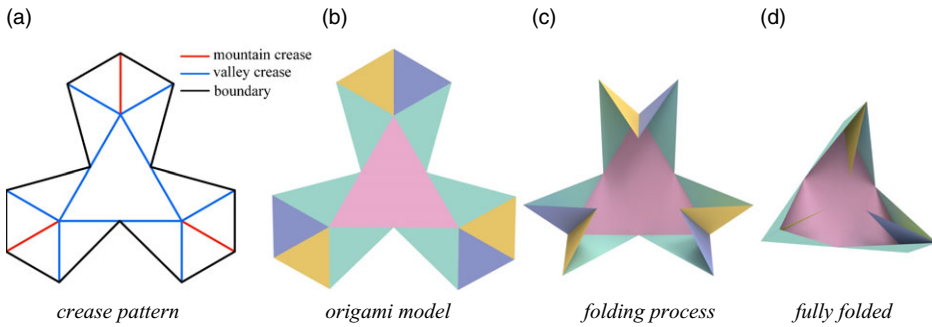 (a)
(b)
(c)
(d)
mountain crease
valley crease
boundary
crease pattern
origami model
folding process
fully folded